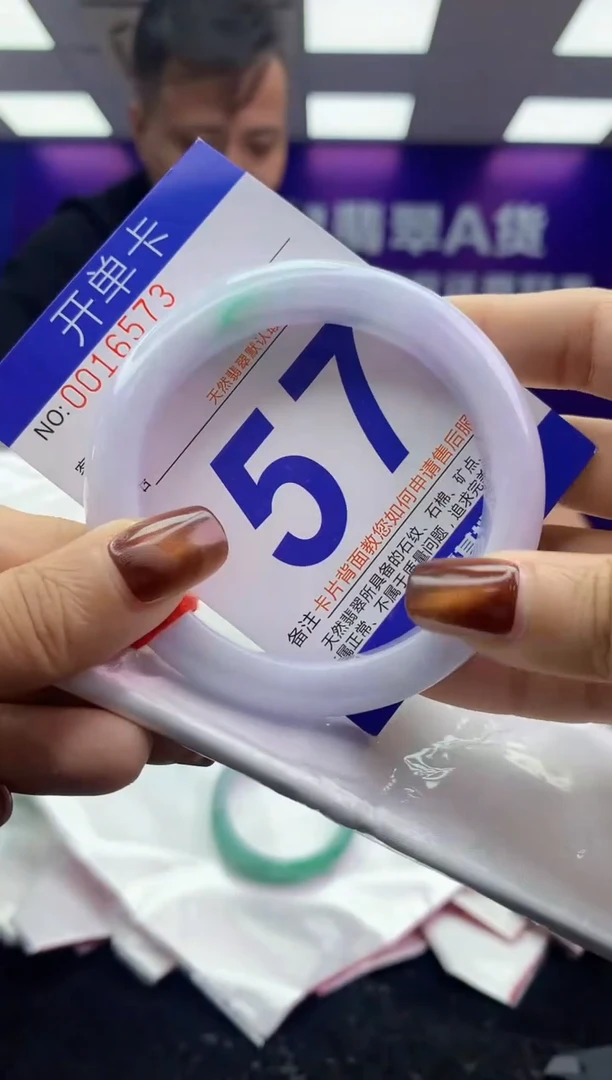 翡翠A货
开单卡
NO: 0016573
天然翡翠默认
57
备注 卡片背面教您如何申请售后服
天然翡翠所具备的石纹、石棉、矿点
属正常、不属于质量问题，追求完